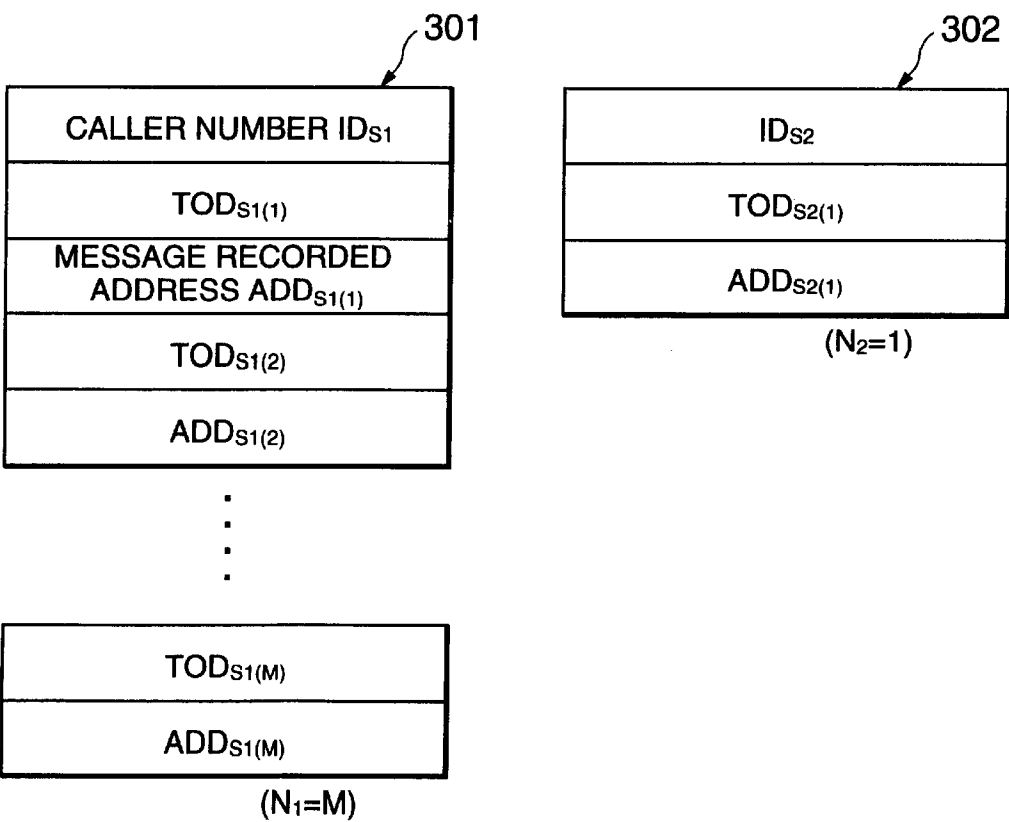 301
CALLER NUMBER IDS1
TODS1(1)
MESSAGE RECORDED
ADDRESS ADDS1(1)
TODS1(2)
ADDS1(2)
TODS1(M)
ADDS1(M)
(N1=M)
302
IDS2
TODS2(1)
ADDS2(1)
(N2=1)